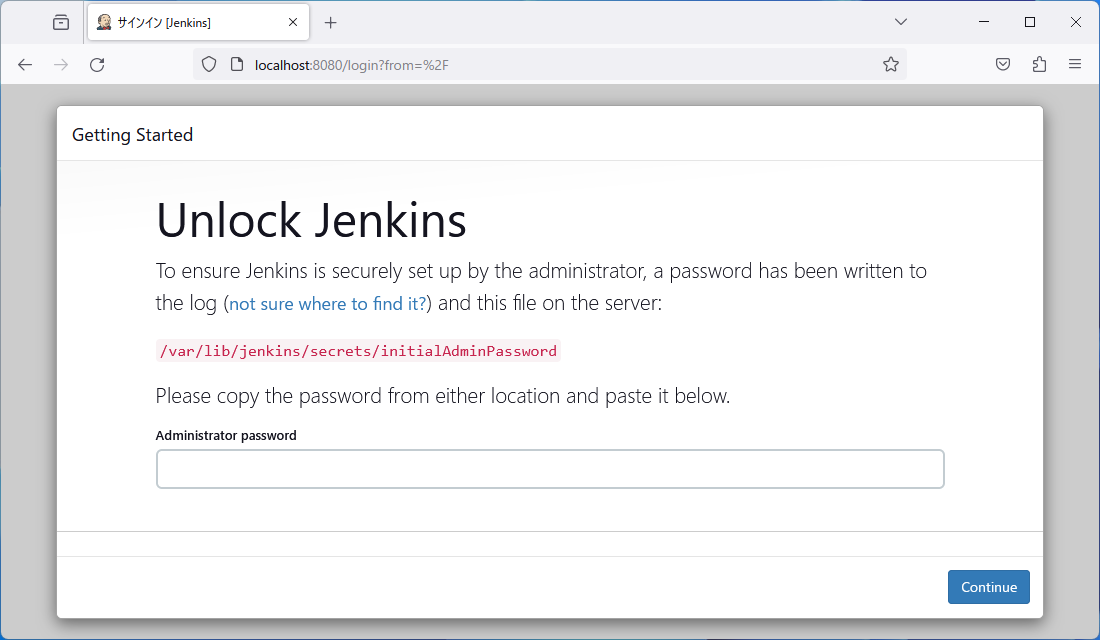 サインイン [Jenkins]
localhost:8080/login?from=%2F
Getting Started
Unlock Jenkins
To ensure Jenkins is securely set up by the administrator, a password has been written to
the log (not sure where to find it?) and this file on the server:
/var/lib/jenkins/secrets/initialAdminPassword
Please copy the password from either location and paste it below.
Administrator password
Continue